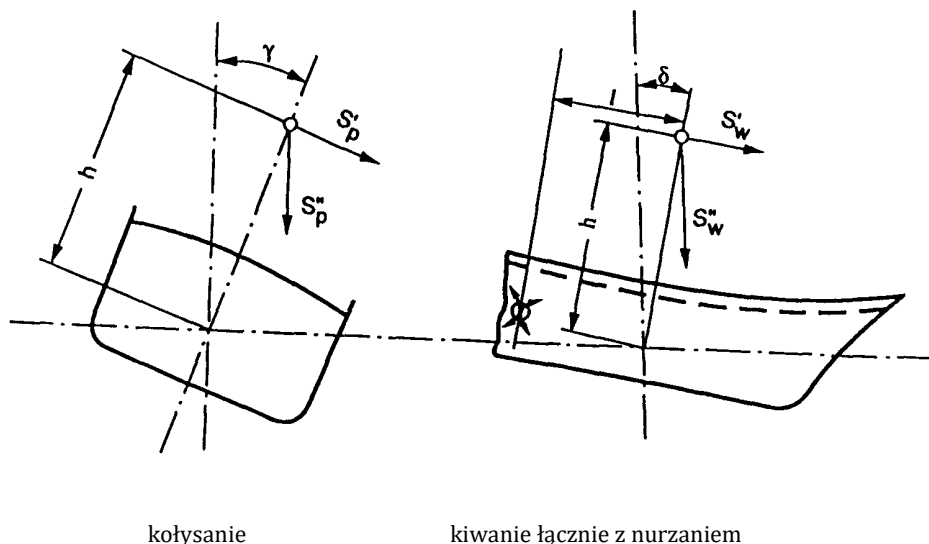 γ
h
S'p
S"p
δ
l
h
S'w
S"w
kołysanie
kiwanie łącznie z nurzaniem